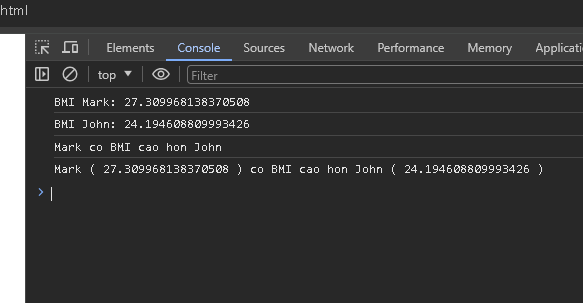 html
Elements Console Sources Network Performance Memory Applicati
top Filter
BMI Mark: 27.309968138370508
BMI John: 24.194608809993426
Mark co BMI cao hon John
Mark ( 27.309968138370508 ) co BMI cao hon John ( 24.194608809993426 )